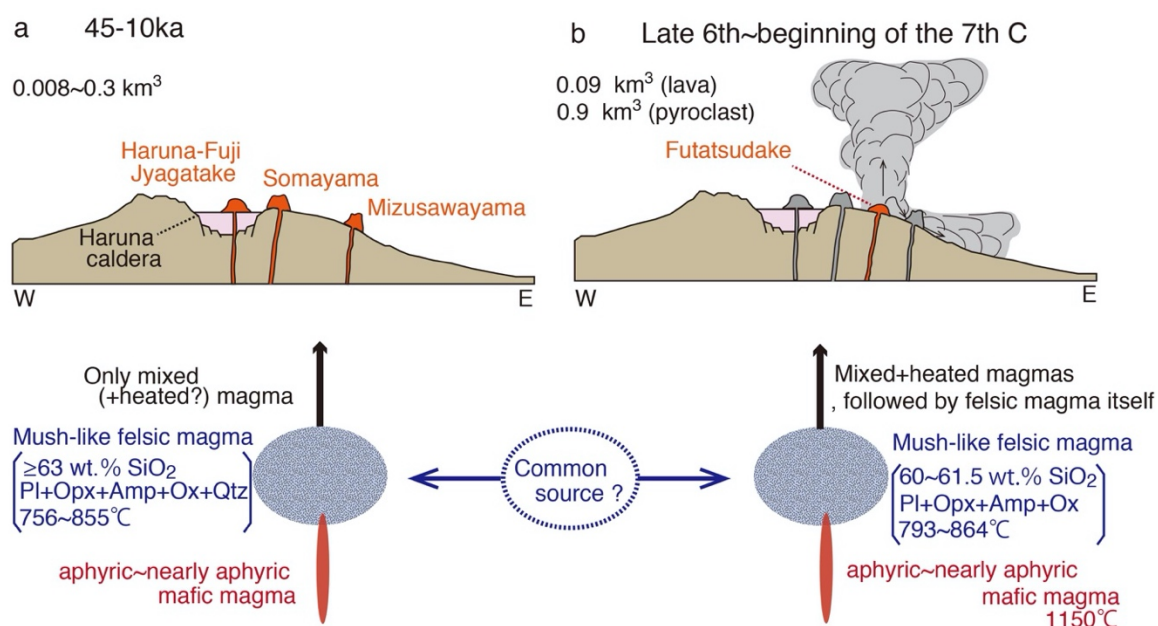 a 45-10ka
0.008~0.3 km³
Haruna-Fuji
Jyagatake
Somayama
Mizusawayama
Haruna
caldera
W
E
Only mixed
(+heated?) magma
Mush-like felsic magma
≥63 wt.% SiO₂
Pl+Opx+Amp+Ox+Qtz
756~855℃
aphyric~nearly aphyric
mafic magma
Common
source ?
b Late 6th~beginning of the 7th C
0.09 km³ (lava)
0.9 km³ (pyroclast)
Futatsudake
W
E
Mixed+heated magmas
, followed by felsic magma itself
Mush-like felsic magma
60~61.5 wt.% SiO₂
Pl+Opx+Amp+Ox
793~864℃
aphyric~nearly aphyric
mafic magma
1150℃